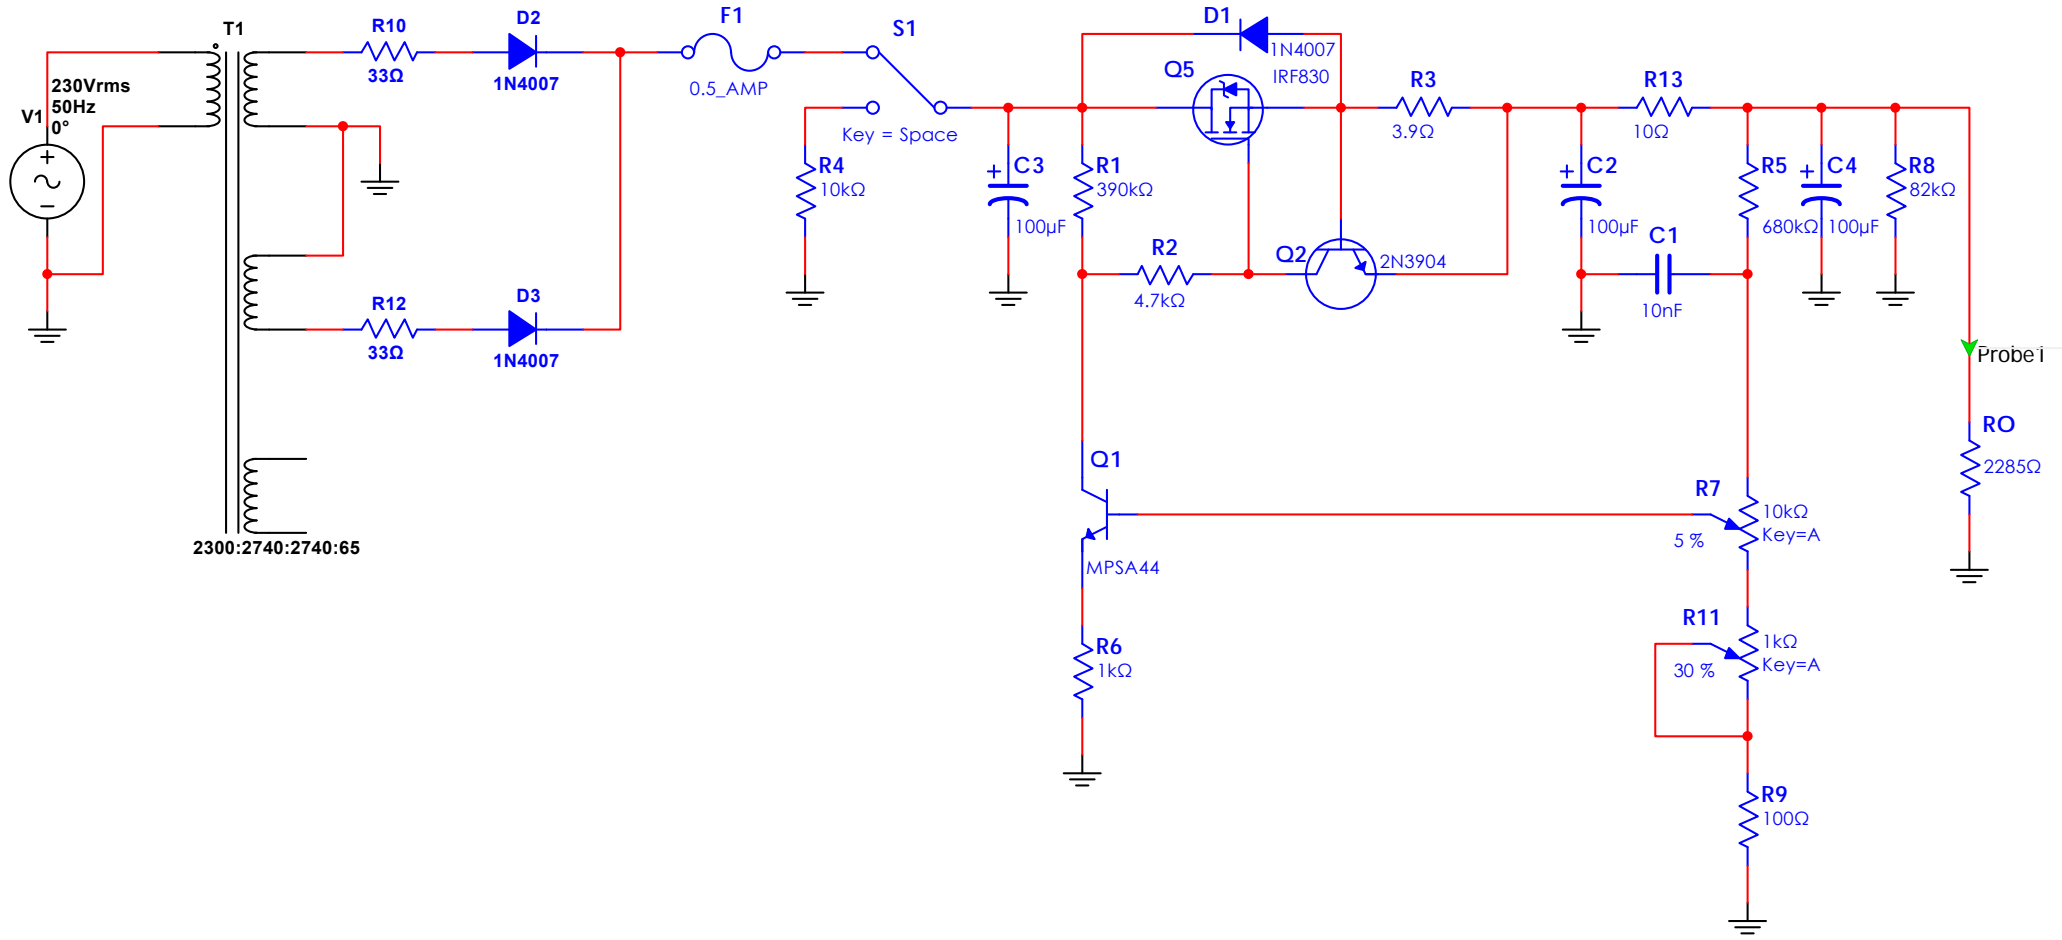 T1
R10
33Ω
D2
1N4007
F1
0.5_AMP
S1
Key = Space
D1
1N4007
IRF830
Q5
R3
3.9Ω
R13
10Ω
230Vrms
50Hz
0°
V1
R4
10kΩ
C3
100µF
R1
390kΩ
C2
100µF
R5
680kΩ
C4
100µF
R8
82kΩ
R2
4.7kΩ
Q2
2N3904
C1
10nF
R12
33Ω
D3
1N4007
Probe1
RO
2285Ω
Q1
MPSA44
R7
10kΩ
Key=A
5 %
2300:2740:2740:65
R11
1kΩ
Key=A
30 %
R6
1kΩ
R9
100Ω